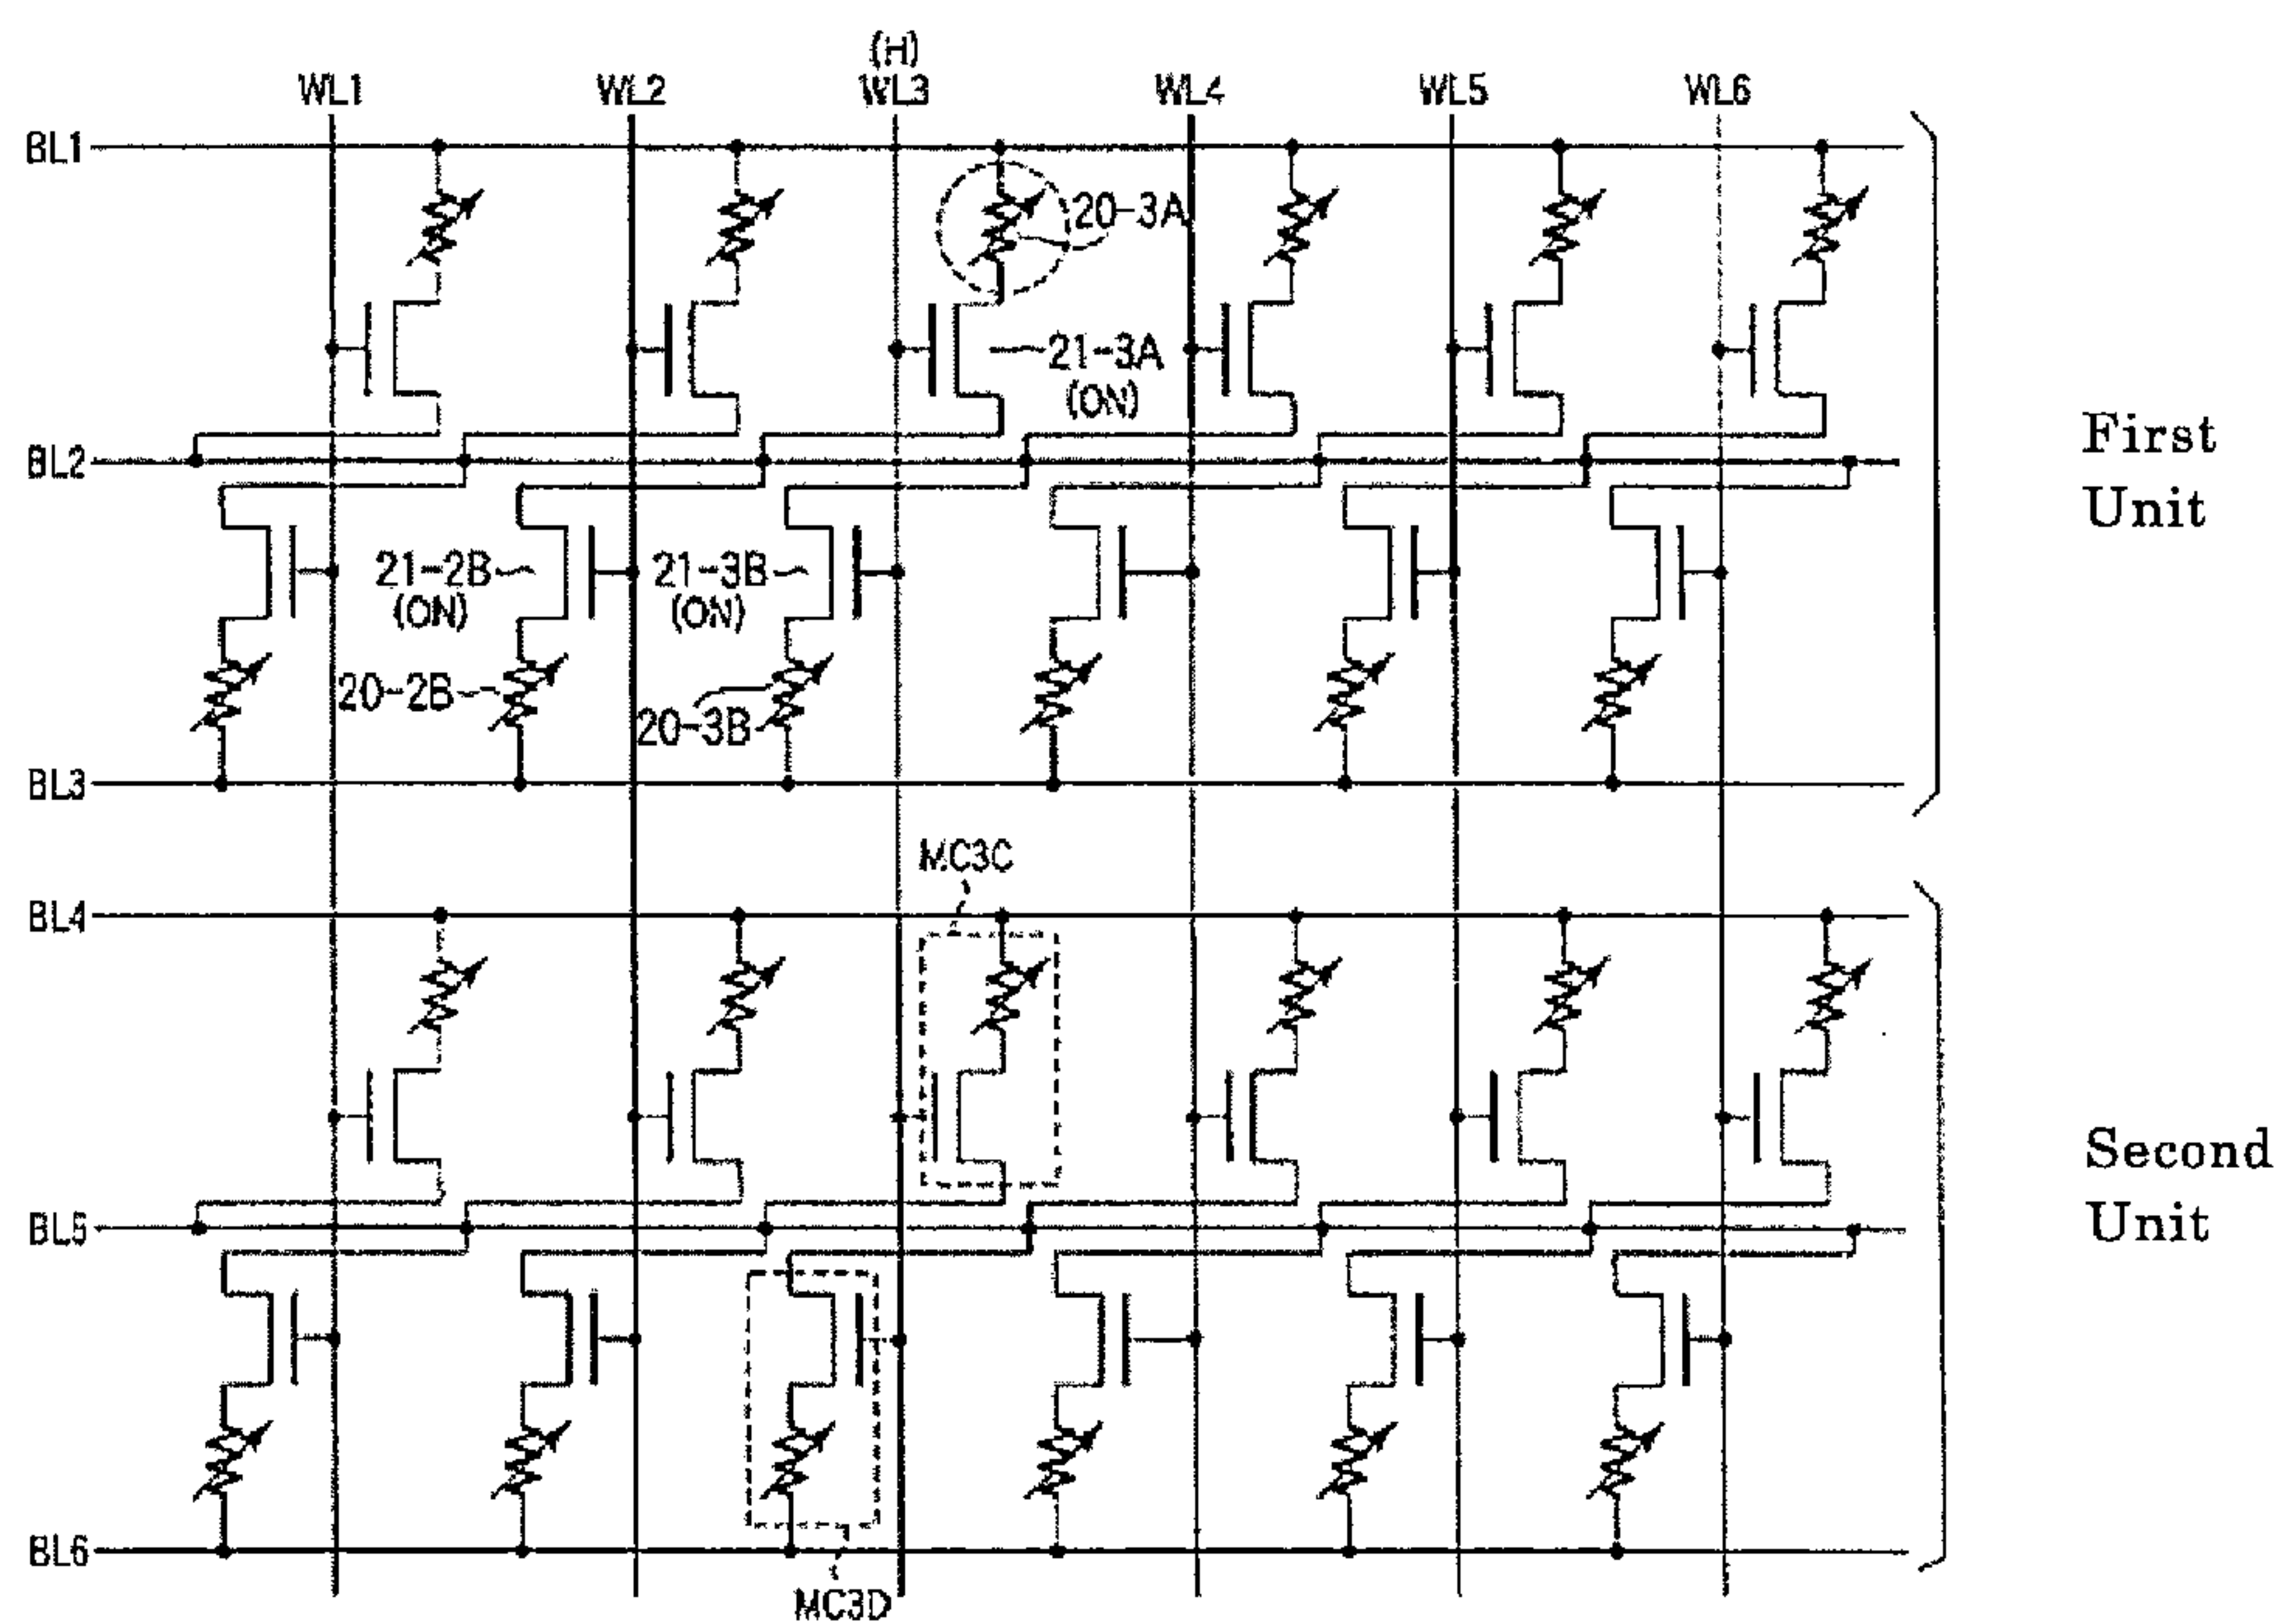 (H)
WL1 WL2 WL3 WL4 WL5 WL6
BL1
20-3A
21-3A
(ON)
BL2
First
Unit
21-2B
(ON)
21-3B
(ON)
20-2B
20-3B
BL3
MC3C
BL4
Second
Unit
BL5
BL6
MC3D